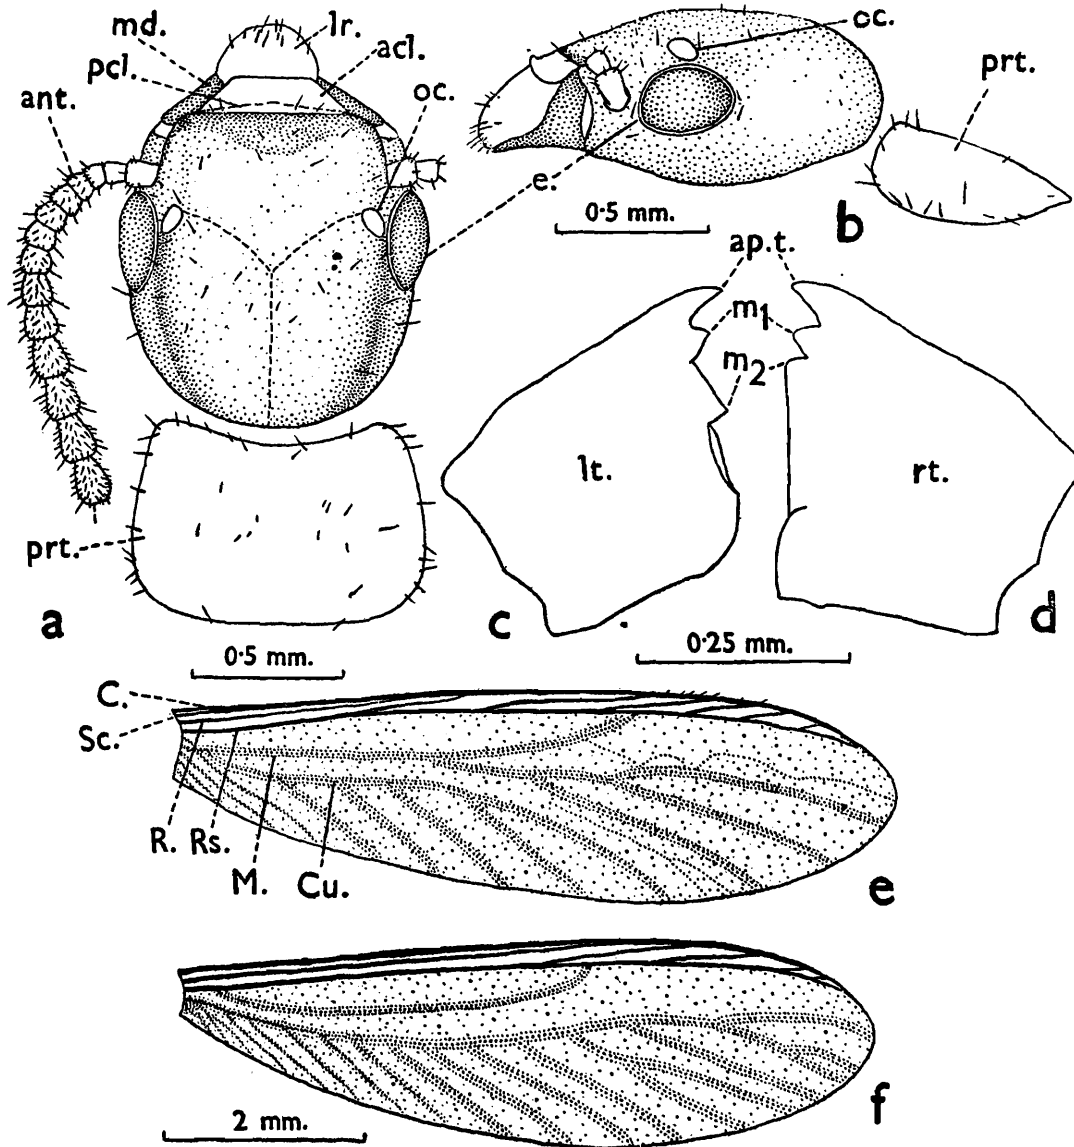 md.
lr.
pcl.
acl.
ant.
oc.
oc.
prt.
e.
0·5 mm.
b
prt.
a
ap.t.
m1
m2
lt.
rt.
c
d
0·5 mm.
0·25 mm.
C.
Sc.
R. Rs.
M. Cu.
e
f
2 mm.